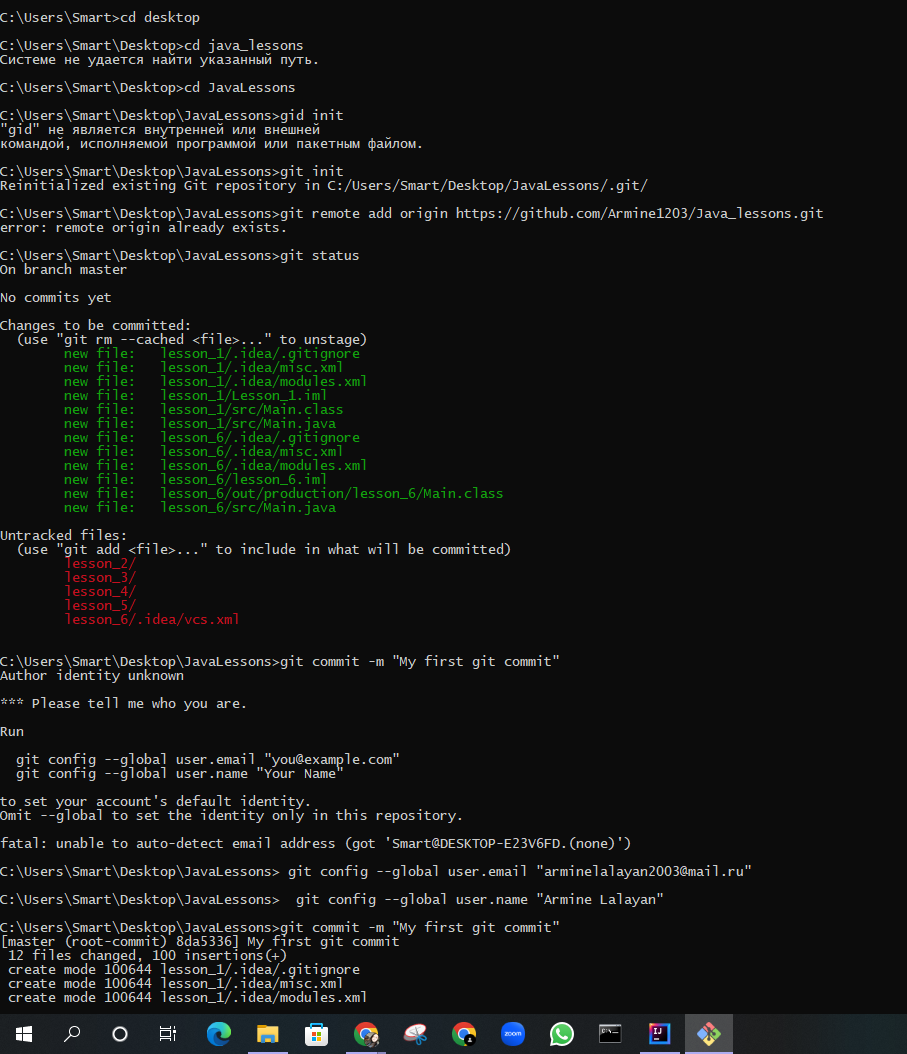 C:\Users\Smart>cd desktop
C:\Users\Smart\Desktop>cd java_lessons
Системе не удается найти указанный путь.
C:\Users\Smart\Desktop>cd JavaLessons
C:\Users\Smart\Desktop\JavaLessons>gid init
"gid" не является внутренней или внешней
командой, исполняемой программой или пакетным файлом.
C:\Users\Smart\Desktop\JavaLessons>git init
Reinitialized existing Git repository in C:/Users/Smart/Desktop/JavaLessons/.git/
C:\Users\Smart\Desktop\JavaLessons>git remote add origin https://github.com/Armine1203/Java_lessons.git
error: remote origin already exists.
C:\Users\Smart\Desktop\JavaLessons>git status
On branch master
No commits yet
Changes to be committed:
  (use "git rm --cached <file>..." to unstage)
        new file:   lesson_1/.idea/.gitignore
        new file:   lesson_1/.idea/misc.xml
        new file:   lesson_1/.idea/modules.xml
        new file:   lesson_1/Lesson_1.iml
        new file:   lesson_1/src/Main.class
        new file:   lesson_1/src/Main.java
        new file:   lesson_6/.idea/.gitignore
        new file:   lesson_6/.idea/misc.xml
        new file:   lesson_6/.idea/modules.xml
        new file:   lesson_6/lesson_6.iml
        new file:   lesson_6/out/production/lesson_6/Main.class
        new file:   lesson_6/src/Main.java
Untracked files:
  (use "git add <file>..." to include in what will be committed)
        lesson_2/
        lesson_3/
        lesson_4/
        lesson_5/
        lesson_6/.idea/vcs.xml
C:\Users\Smart\Desktop\JavaLessons>git commit -m "My first git commit"
Author identity unknown
*** Please tell me who you are.
Run
  git config --global user.email "you@example.com"
  git config --global user.name "Your Name"
to set your account's default identity.
Omit --global to set the identity only in this repository.
fatal: unable to auto-detect email address (got 'Smart@DESKTOP-E23V6FD.(none)')
C:\Users\Smart\Desktop\JavaLessons> git config --global user.email "arminelalayan2003@mail.ru"
C:\Users\Smart\Desktop\JavaLessons>  git config --global user.name "Armine Lalayan"
C:\Users\Smart\Desktop\JavaLessons>git commit -m "My first git commit"
[master (root-commit) 8da5336] My first git commit
 12 files changed, 100 insertions(+)
 create mode 100644 lesson_1/.idea/.gitignore
 create mode 100644 lesson_1/.idea/misc.xml
 create mode 100644 lesson_1/.idea/modules.xml
zoom
IJ